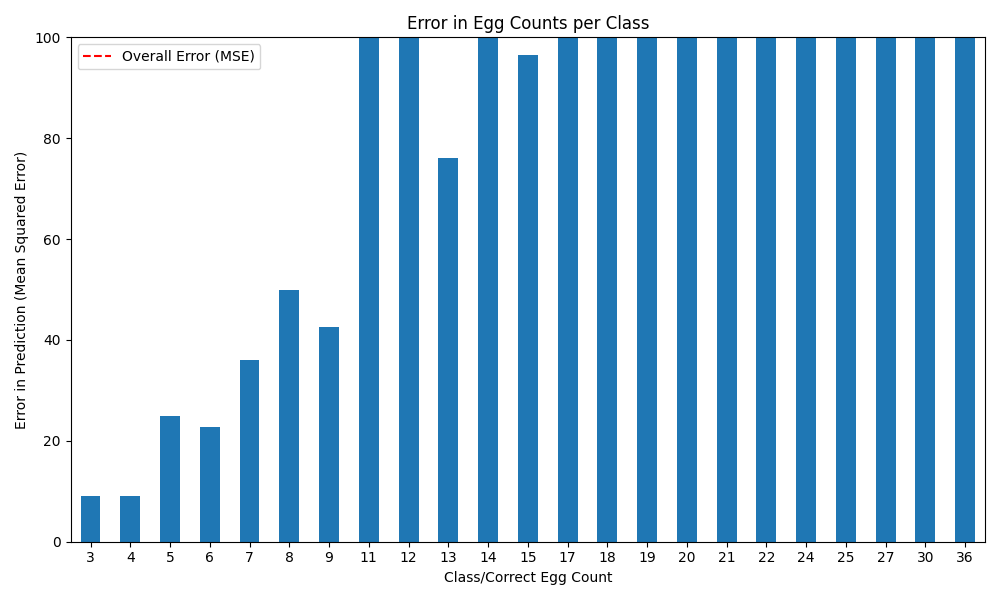 Error in Egg Counts per Class
100
80
60
40
20
0
Error in Prediction (Mean Squared Error)
Overall Error (MSE)
3 4 5 6 7 8 9 11 12 13 14 15 17 18 19 20 21 22 24 25 27 30 36
Class/Correct Egg Count